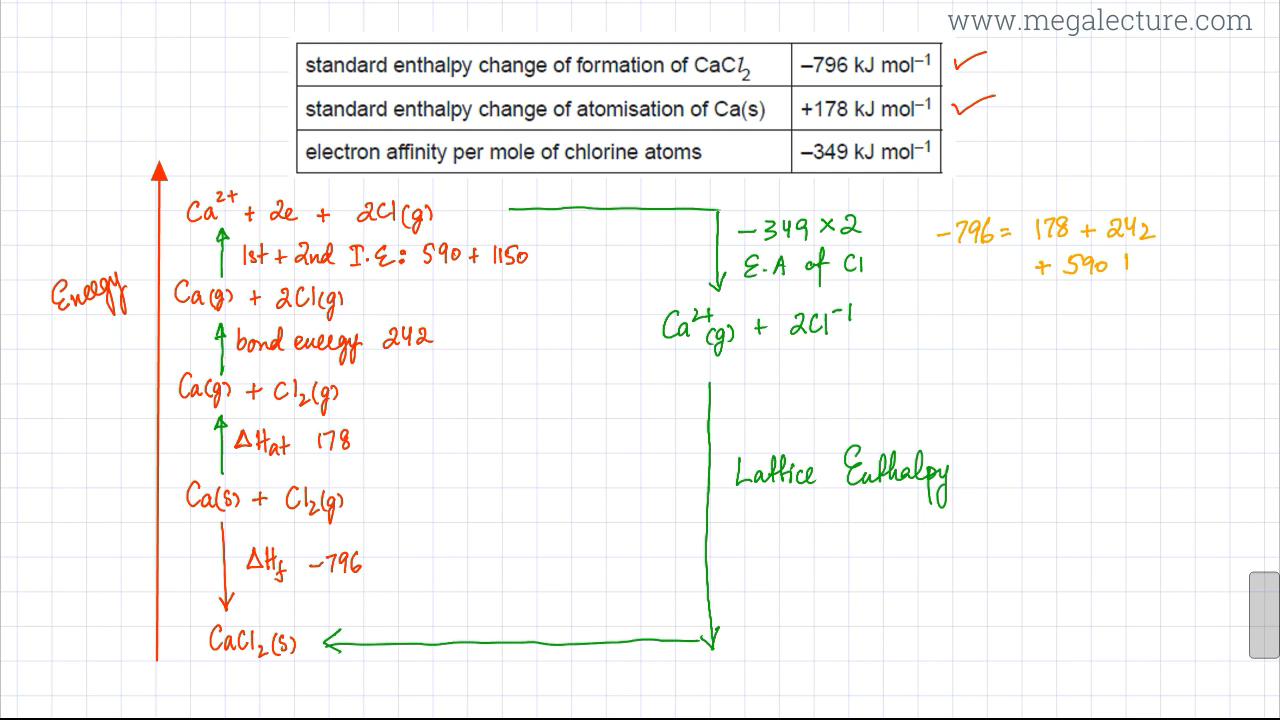 www.megalecture.com
standard enthalpy change of formation of CaCl₂ –796 kJ mol⁻¹
standard enthalpy change of atomisation of Ca(s) +178 kJ mol⁻¹
electron affinity per mole of chlorine atoms –349 kJ mol⁻¹
Energy
Ca²⁺ + 2e + 2Cl(g)
1st + 2nd I.E: 590 + 1150
Ca(g) + 2Cl(g)
bond energy 242
Ca(g) + Cl₂(g)
ΔHat 178
Ca(s) + Cl₂(g)
ΔHf -796
CaCl₂(s)
-349 × 2
E.A of Cl
Ca²⁺(g) + 2Cl⁻¹
Lattice Enthalpy
-796 = 178 + 242
+ 590 1